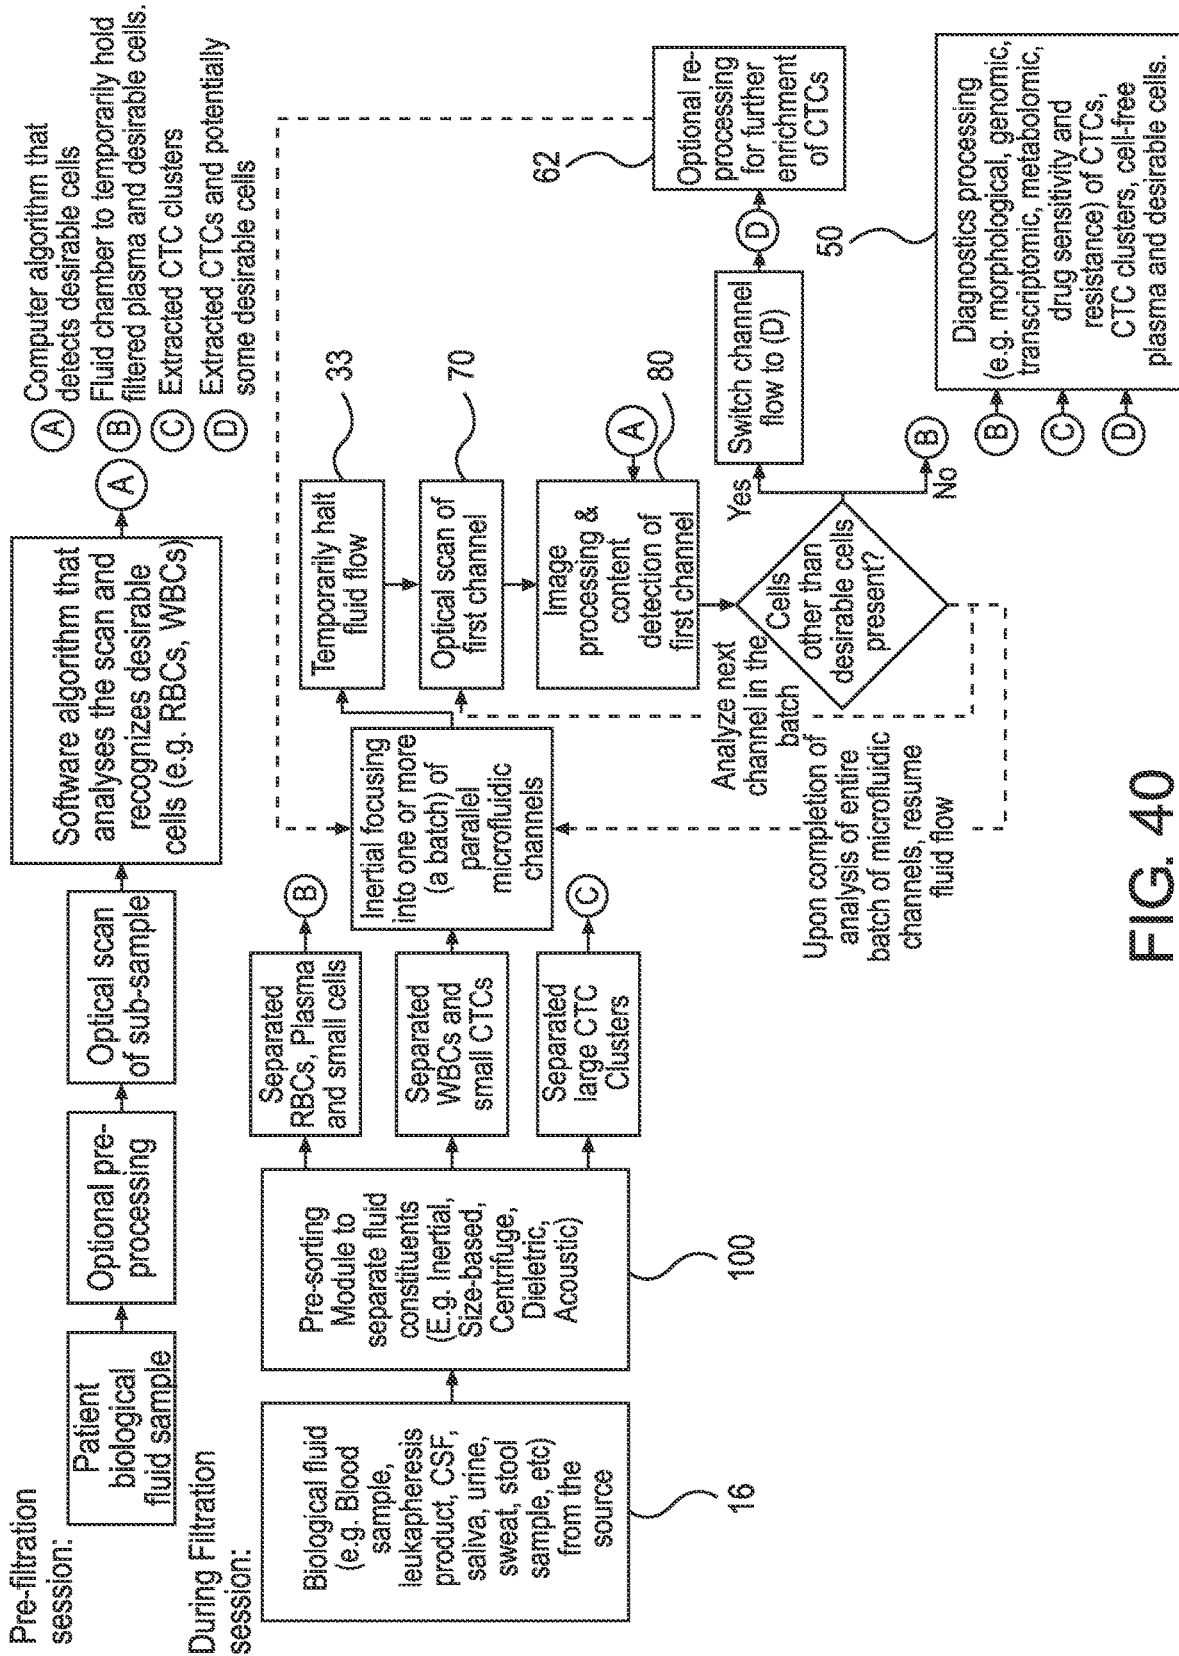 Pre-filtration
session:
Patient
biological
fluid sample
Optional pre-
processing
Optical scan
of sub-sample
Software algorithm that
analyses the scan and
recognizes desirable
cells (e.g. RBCs, WBCs)
A
A Computer algorithm that
detects desirable cells
B Fluid chamber to temporarily hold
filtered plasma and desirable cells.
C Extracted CTC clusters
D Extracted CTCs and potentially
some desirable cells
During Filtration
session:
Biological fluid
(e.g. Blood
sample,
leukapheresis
product, CSF,
saliva, urine,
sweat, stool
sample, etc)
from the
source
16
Pre-sorting
Module to
separate fluid
constituents
(E.g. Inertial,
Size-based,
Centrifuge,
Dieletric,
Acoustic)
100
Separated
RBCs, Plasma
and small cells
B
Separated
WBCs and
small CTCs
Separated
large CTC
Clusters
C
Inertial focusing
into one or more
(a batch) of
parallel
microfluidic
channels
Temporarily halt
fluid flow
33
Optical scan of
first channel
70
Image
processing &
content
detection of
first channel
A
80
Cells
other than
desirable cells
present?
Analyze next
channel in the
batch
Upon completion of
analysis of entire
batch of microfluidic
channels, resume
fluid flow
Yes
No
B
Switch channel
flow to (D)
D
Optional re-
processing
for further
enrichment
of CTCs
62
B
C
D
Diagnostics processing
(e.g. morphological, genomic,
transcriptomic, metabolomic,
drug sensitivity and
resistance) of CTCs,
CTC clusters, cell-free
plasma and desirable cells.
50
FIG. 40